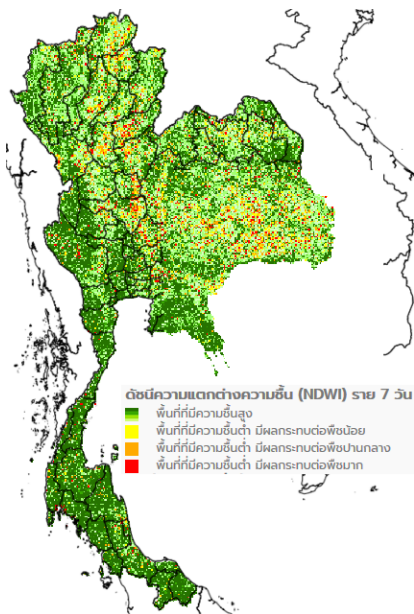 ดัชนีความแตกต่างความชื้น (NDWI) ราย 7 วัน
พื้นที่ที่มีความชื้นสูง
พื้นที่ที่มีความชื้นต่ำ มีผลกระทบต่อพืชน้อย
พื้นที่ที่มีความชื้นต่ำ มีผลกระทบต่อพืชปานกลาง
พื้นที่ที่มีความชื้นต่ำ มีผลกระทบต่อพืชมาก